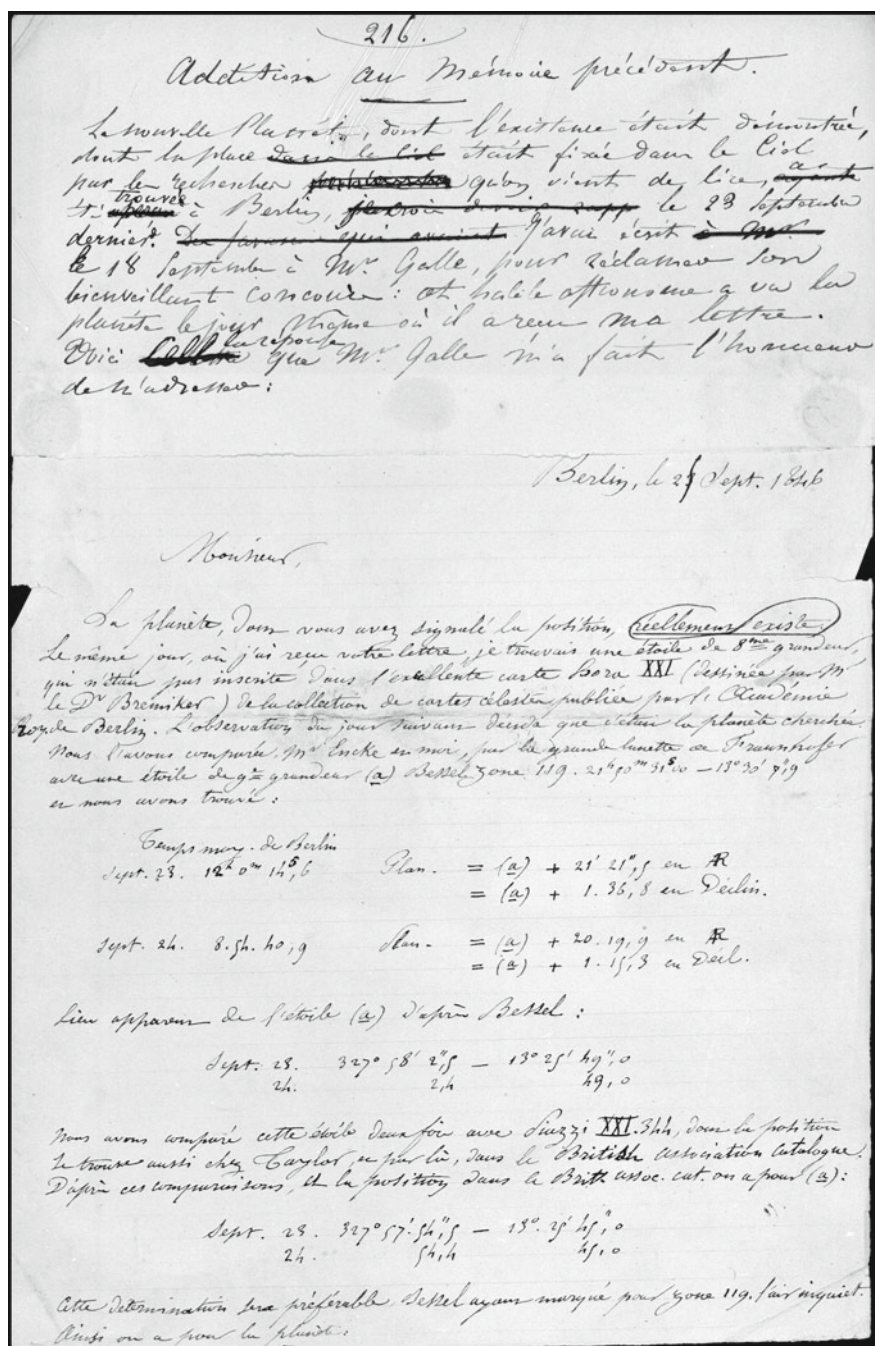 216.
Addition au Mémoire précédent.
La nouvelle Planète, dont l'existence était démontrée,
dont la place dans le Ciel était fixée dans le Ciel
par les recherches qu'on vient de lire, a
été trouvée à Berlin, le 23 Septembre
dernier. J'avais écrit à Mr
le 18 Septembre à Mr. Galle, pour réclamer son
bienveillant concours : cet habile astronome a vu la
planète le jour même où il a reçu ma lettre.
Voici la réponse que Mr. Galle m'a fait l'honneur
de m'adresser :
Berlin, le 25 Sept. 1846
Monsieur,
La planète, dont vous avez signalé la position, réellement existe.
Le même jour, où j'ai reçu votre lettre, je trouvais une étoile de 8me grandeur,
qui n'était pas inscrite dans l'excellente carte Hora XXI (dessinée par Mr
le Dr Bremiker) de la collection de cartes célestes publiée par l'Académie
Roy. de Berlin. L'observation du jour suivant décida que c'était la planète cherchée.
Nous l'avons comparée, Mr Encke et moi, par la grande lunette de Fraunhofer
avec une étoile de 9e grandeur (a) Bessel zone 119. 21h 50m 31s,00 – 13° 30' 7",9
et nous avons trouvé :
Temps moy. de Berlin
Sept. 23. 12h 0m 14s,6 Plan. = (a) + 21' 21",5 en AR
= (a) + 1. 36, 8 en Déclin.
Sept. 24. 8. 54. 40, 9 Plan. = (a) + 20. 19, 9 en AR
= (a) + 1. 15, 3 en Décl.
Lieu apparent de l'étoile (a) d'après Bessel :
Sept. 23. 327° 58' 2",5 – 13° 25' 49",0
24. 2,4 49,0
Nous avons comparé cette étoile deux fois avec Piazzi XXI.344, dont la position
se trouve aussi chez Taylor, et par là, dans le British association Catalogue.
D'après ces comparaisons, et la position dans le Brit. assoc. cat. on a pour (a) :
Sept. 23. 327° 57'. 54",5 – 13°. 25' 45",0
24. 54,4 45,0
Cette détermination sera préférable, Bessel ayant marqué pour zone 119. l'air inquiet.
Ainsi on a pour la planète :